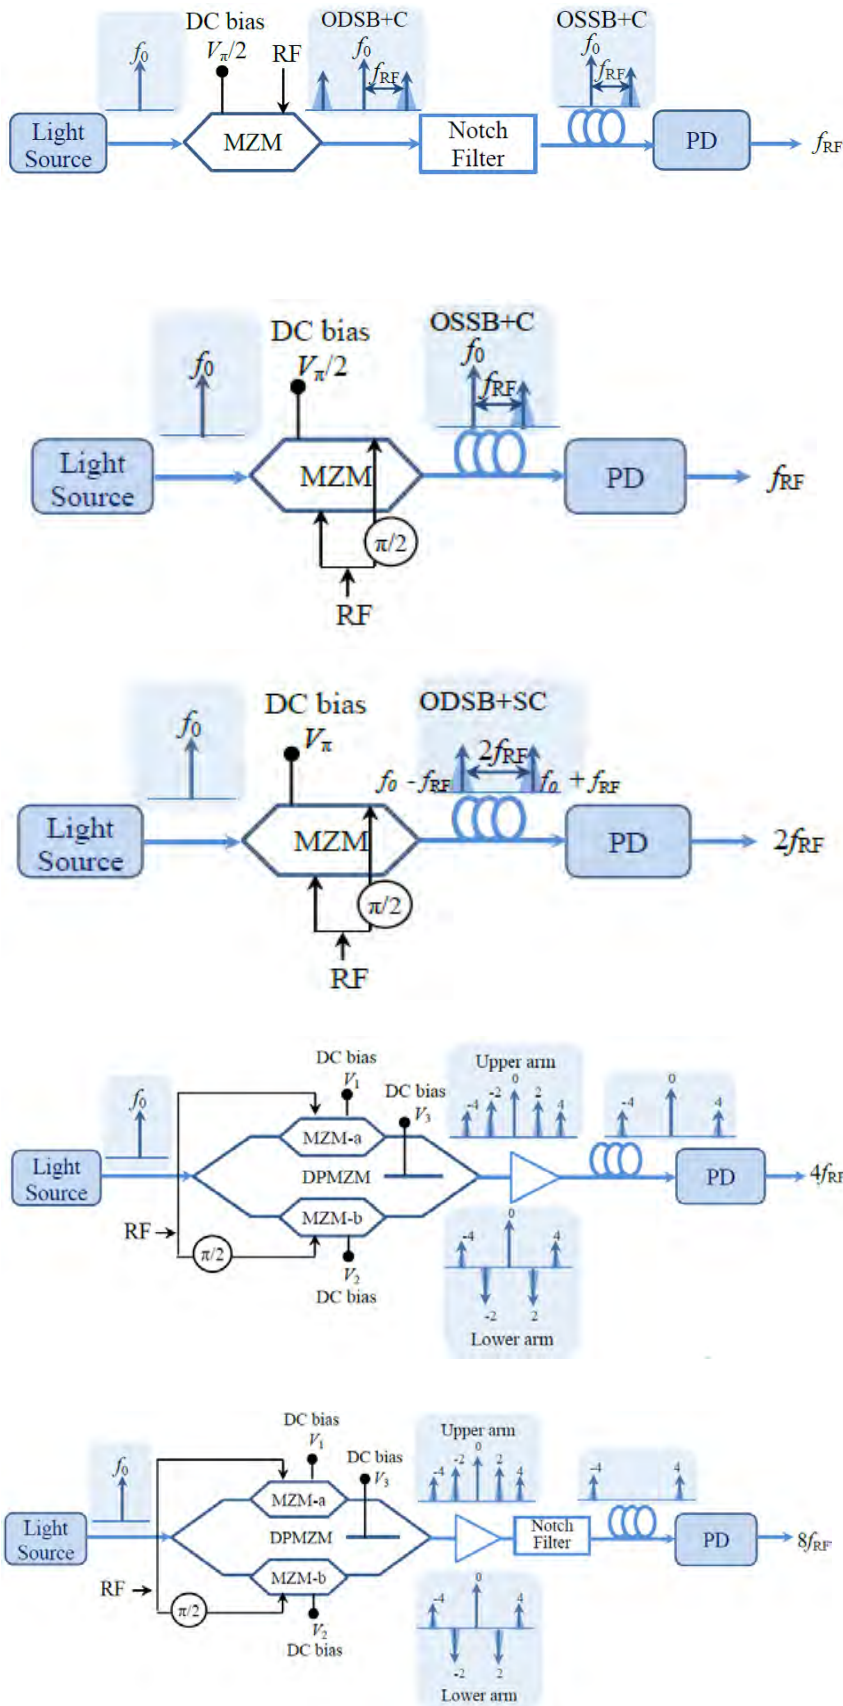 DC bias
Vπ/2
RF
ODSB+C
f0
fRF
OSSB+C
f0
fRF
f0
Light
Source
MZM
Notch
Filter
PD
fRF
DC bias
Vπ/2
OSSB+C
f0
fRF
f0
Light
Source
MZM
PD
fRF
π/2
RF
DC bias
Vπ
ODSB+SC
f0
2fRF
f0 - fRF
f0 + fRF
Light
Source
MZM
PD
2fRF
π/2
RF
DC bias
V1
DC bias
V3
Upper arm
0
-4 -2 2 4
0
-4 4
f0
MZM-a
Light
Source
DPMZM
PD
4fRF
RF
π/2
MZM-b
V2
DC bias
0
-4 4
-2 2
Lower arm
DC bias
V1
DC bias
V3
Upper arm
0
-4 -2 2 4
-4 4
f0
MZM-a
Light
Source
DPMZM
Notch
Filter
PD
8fRF
RF
π/2
MZM-b
V2
DC bias
0
-4 4
-2 2
Lower arm